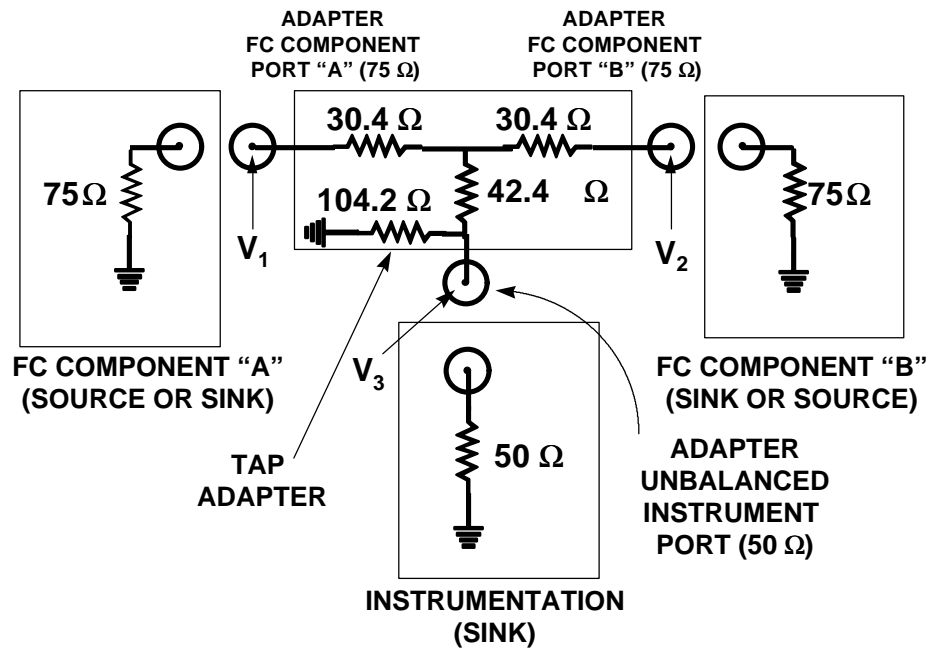 ADAPTER
FC COMPONENT
PORT “A” (75 Ω)
ADAPTER
FC COMPONENT
PORT “B” (75 Ω)
30.4 Ω
30.4 Ω
75Ω
104.2 Ω
42.4 Ω
75Ω
V1
V2
FC COMPONENT “A”
(SOURCE OR SINK)
V3
FC COMPONENT “B”
(SINK OR SOURCE)
TAP
ADAPTER
50 Ω
ADAPTER
UNBALANCED
INSTRUMENT
PORT (50 Ω)
INSTRUMENTATION
(SINK)